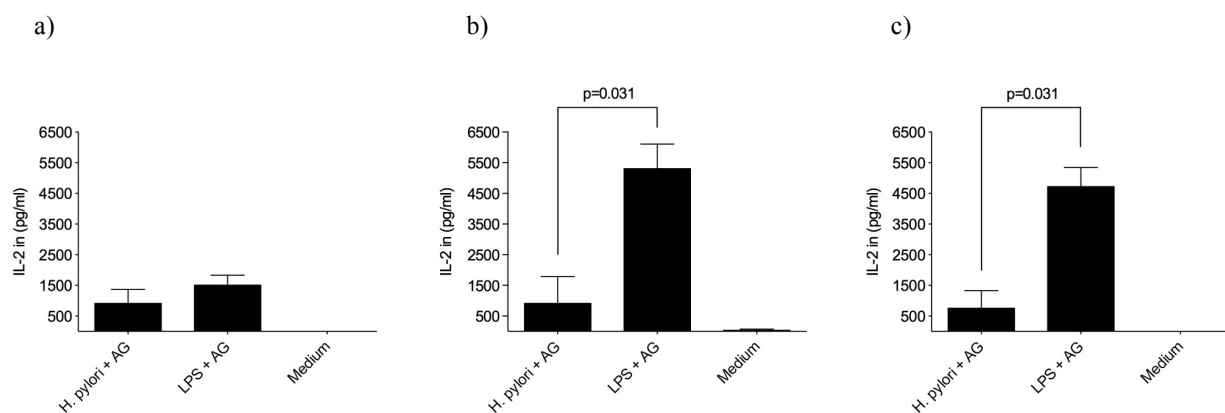 a)
b)
c)
p=0.031
p=0.031
IL-2 in (pg/ml)
6500
5500
4500
3500
2500
1500
500
H. pylori + AG
LPS + AG
Medium
IL-2 in (pg/ml)
6500
5500
4500
3500
2500
1500
500
H. pylori + AG
LPS + AG
Medium
IL-2 in (pg/ml)
6500
5500
4500
3500
2500
1500
500
H. pylori + AG
LPS + AG
Medium